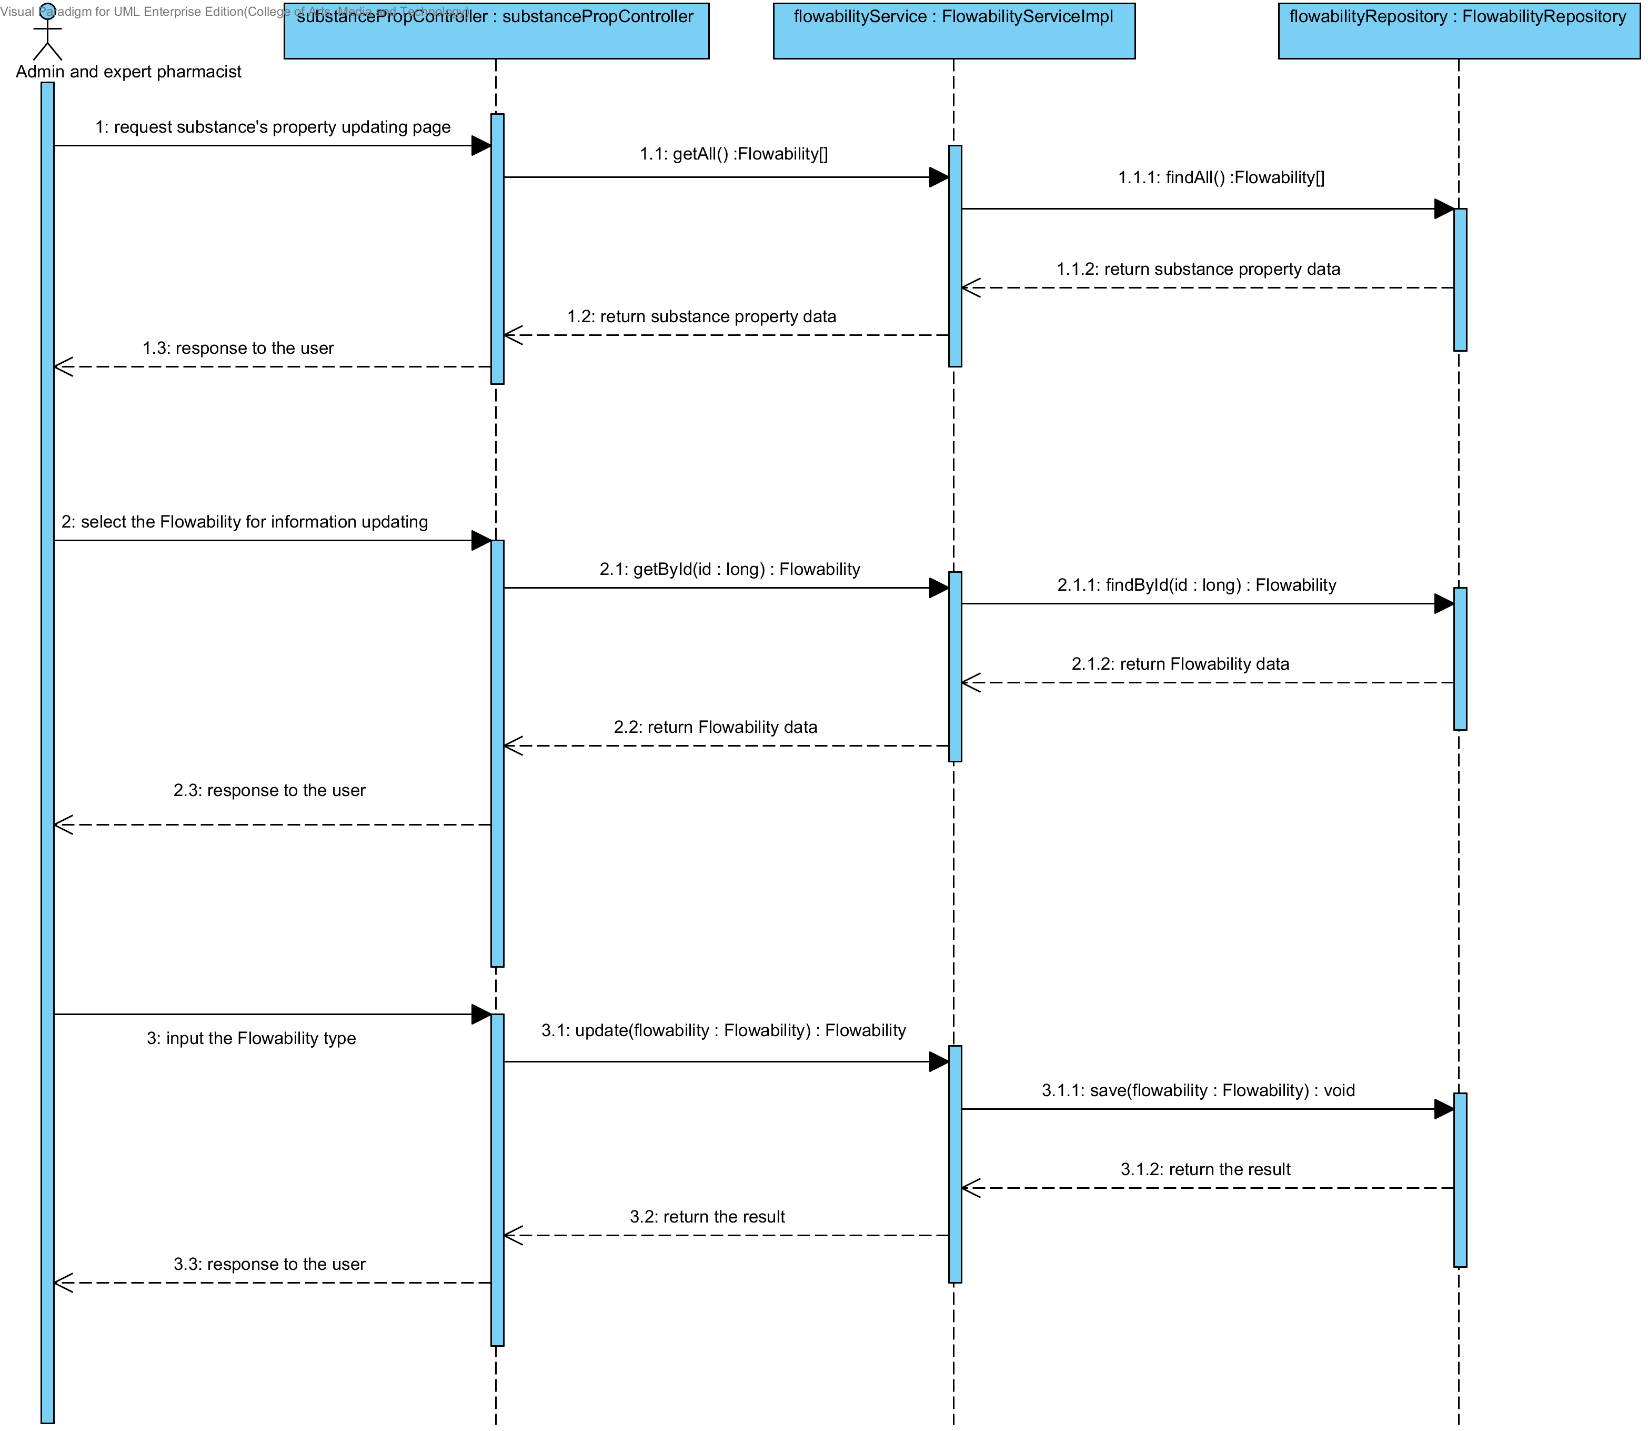 Visual Paradigm for UML Enterprise Edition(College of Arts, Media and Technology)
substancePropController : substancePropController
flowabilityService : FlowabilityServiceImpl
flowabilityRepository : FlowabilityRepository
Admin and expert pharmacist
1: request substance's property updating page
1.1: getAll() :Flowability[]
1.1.1: findAll() :Flowability[]
1.1.2: return substance property data
1.2: return substance property data
1.3: response to the user
2: select the Flowability for information updating
2.1: getById(id : long) : Flowability
2.1.1: findById(id : long) : Flowability
2.1.2: return Flowability data
2.2: return Flowability data
2.3: response to the user
3: input the Flowability type
3.1: update(flowability : Flowability) : Flowability
3.1.1: save(flowability : Flowability) : void
3.1.2: return the result
3.2: return the result
3.3: response to the user